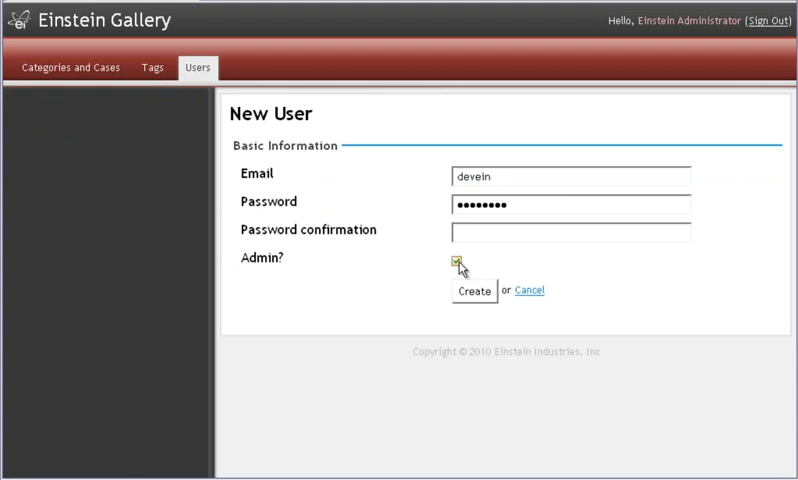 ei Einstein Gallery
Hello, Einstein Administrator (Sign Out)
Categories and Cases Tags Users
New User
Basic Information
Email devein
Password ••••••••
Password confirmation
Admin?
Create or Cancel
Copyright © 2010 Einstein Industries, Inc